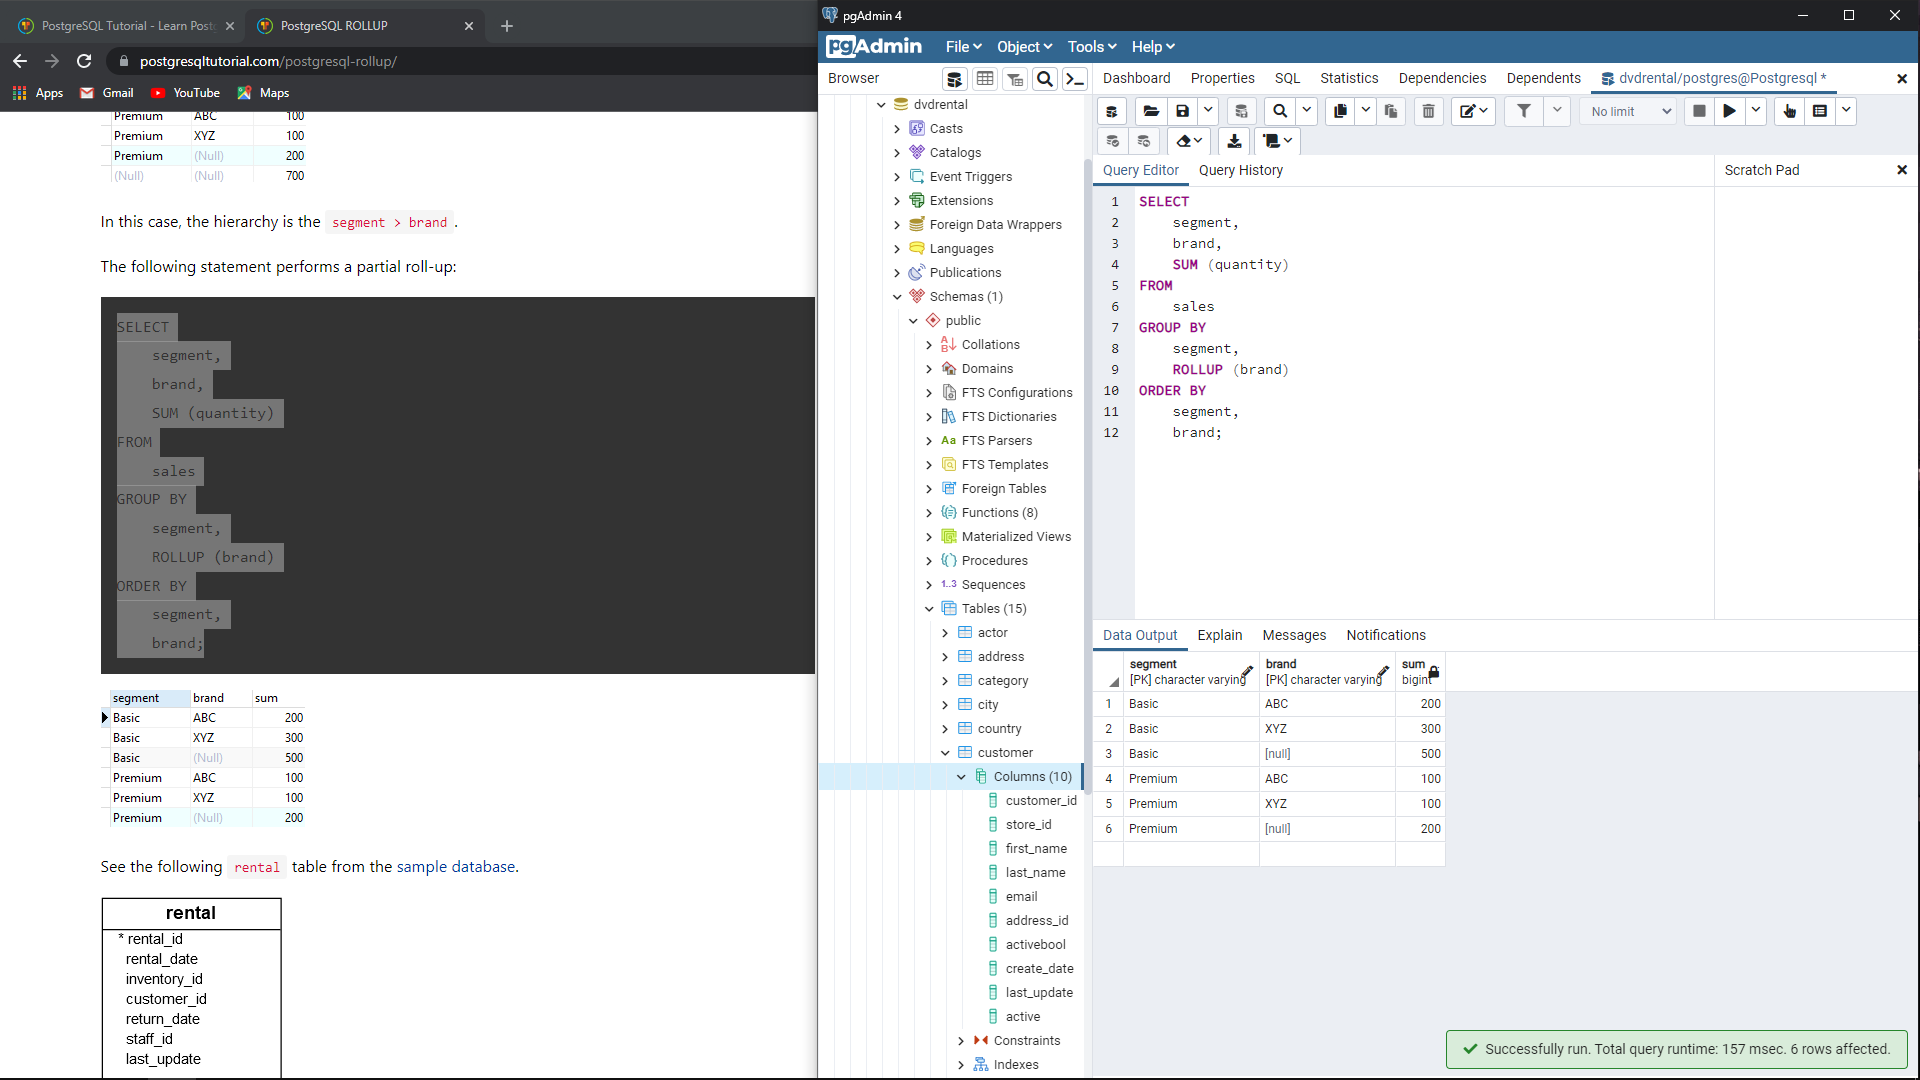 PostgreSQL Tutorial - Learn Post
PostgreSQL ROLLUP
postgresqltutorial.com/postgresql-rollup/
Apps Gmail YouTube Maps
Premium ABC 100
Premium XYZ 100
Premium (Null) 200
(Null) (Null) 700
In this case, the hierarchy is the segment > brand .
The following statement performs a partial roll-up:
SELECT
segment,
brand,
SUM (quantity)
FROM
sales
GROUP BY
segment,
ROLLUP (brand)
ORDER BY
segment,
brand;
segment brand sum
Basic ABC 200
Basic XYZ 300
Basic (Null) 500
Premium ABC 100
Premium XYZ 100
Premium (Null) 200
See the following rental table from the sample database.
rental
* rental_id
rental_date
inventory_id
customer_id
return_date
staff_id
last_update
pgAdmin 4
pgAdmin File Object Tools Help
Browser
dvdrental
Casts
Catalogs
Event Triggers
Extensions
Foreign Data Wrappers
Languages
Publications
Schemas (1)
public
Collations
Domains
FTS Configurations
FTS Dictionaries
Aa FTS Parsers
FTS Templates
Foreign Tables
Functions (8)
Materialized Views
Procedures
1..3 Sequences
Tables (15)
actor
address
category
city
country
customer
Columns (10)
customer_id
store_id
first_name
last_name
email
address_id
activebool
create_date
last_update
active
Constraints
Indexes
Dashboard Properties SQL Statistics Dependencies Dependents dvdrental/postgres@Postgresql *
No limit
Query Editor Query History
Scratch Pad
1 SELECT
2 segment,
3 brand,
4 SUM (quantity)
5 FROM
6 sales
7 GROUP BY
8 segment,
9 ROLLUP (brand)
10 ORDER BY
11 segment,
12 brand;
Data Output Explain Messages Notifications
segment brand sum
[PK] character varying [PK] character varying bigint
1 Basic ABC 200
2 Basic XYZ 300
3 Basic [null] 500
4 Premium ABC 100
5 Premium XYZ 100
6 Premium [null] 200
Successfully run. Total query runtime: 157 msec. 6 rows affected.